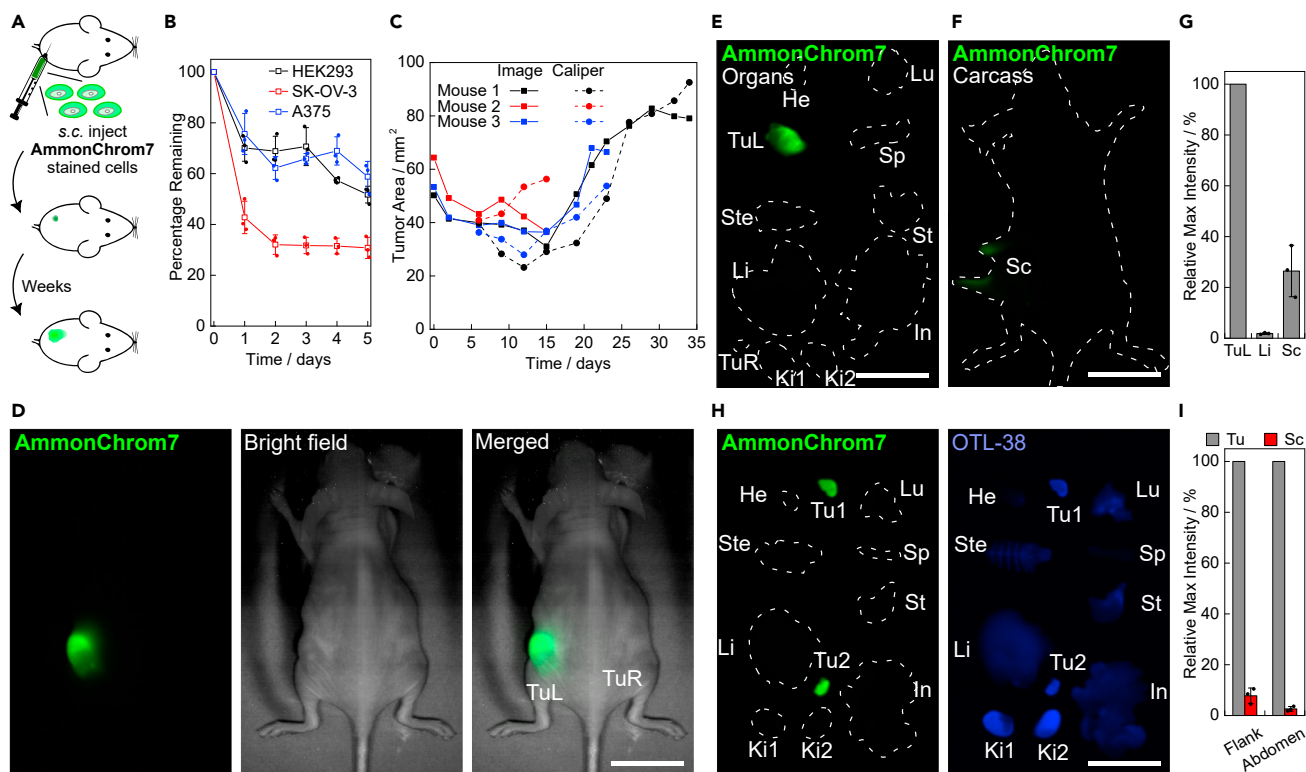 A
s.c. inject
AmmonChrom7
stained cells
Weeks
B
Percentage Remaining
100
80
60
40
20
0
HEK293
SK-OV-3
A375
0 1 2 3 4 5
Time / days
C
Tumor Area / mm²
100
80
60
40
20
0
Image Caliper
Mouse 1
Mouse 2
Mouse 3
0 5 10 15 20 25 30 35
Time / days
E
AmmonChrom7
Organs
He
Lu
TuL
Sp
Ste
St
Li
In
TuR
Ki1
Ki2
F
AmmonChrom7
Carcass
Sc
G
Relative Max Intensity / %
100
80
60
40
20
0
TuL Li Sc
D
AmmonChrom7
Bright field
Merged
TuL
TuR
H
AmmonChrom7
He
Tu1
Lu
Ste
Sp
St
Li
Tu2
In
Ki1
Ki2
OTL-38
He
Tu1
Lu
Ste
Sp
St
Li
Tu2
In
Ki1
Ki2
I
Tu Sc
Relative Max Intensity / %
100
80
60
40
20
0
Flank
Abdomen